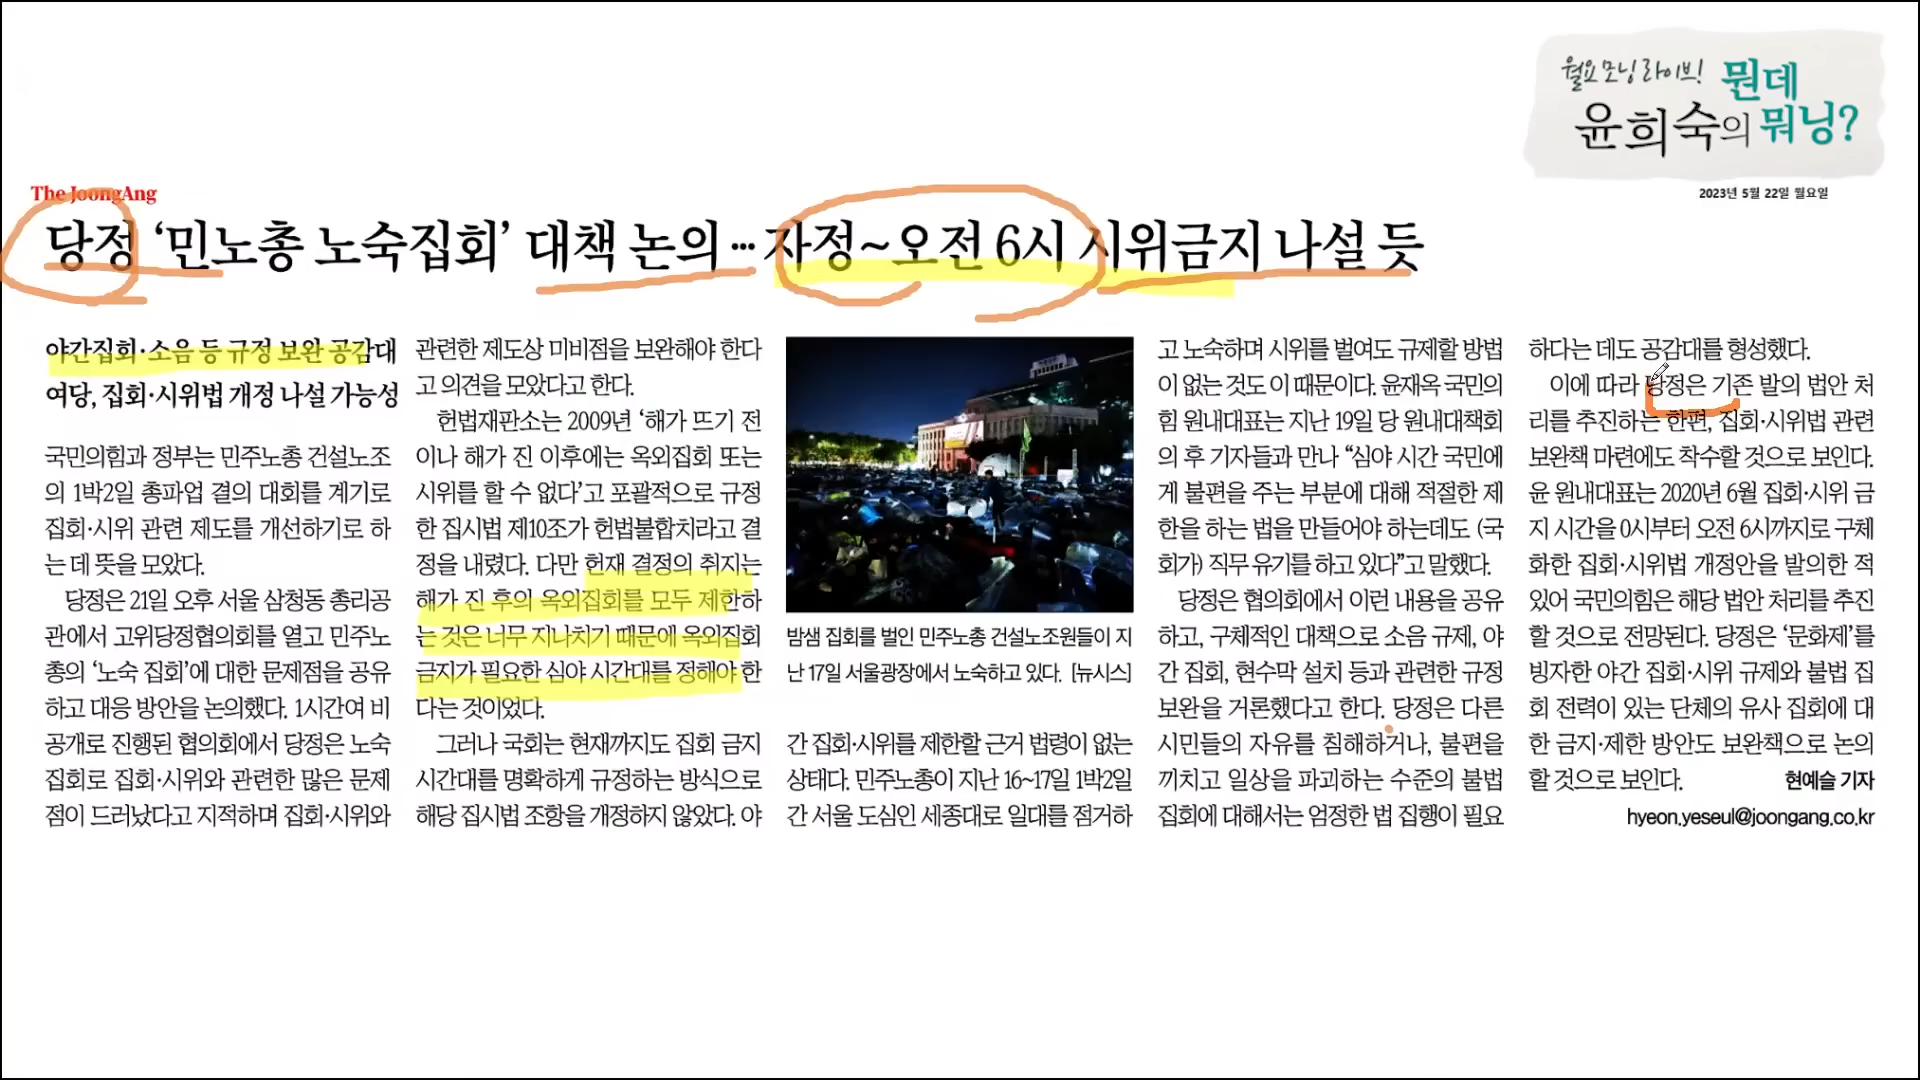 월요모닝라이브!
뭔데
윤희숙의 뭐닝?
2023년 5월 22일 월요일
The JoongAng
당정 ‘민노총 노숙집회’ 대책 논의… 자정~오전 6시 시위금지 나설 듯
야간집회·소음 등 규정 보완 공감대
여당, 집회·시위법 개정 나설 가능성
국민의힘과 정부는 민주노총 건설노조
의 1박2일 총파업 결의 대회를 계기로
집회·시위 관련 제도를 개선하기로 하
는 데 뜻을 모았다.
당정은 21일 오후 서울 삼청동 총리공
관에서 고위당정협의회를 열고 민주노
총의 ‘노숙 집회’에 대한 문제점을 공유
하고 대응 방안을 논의했다. 1시간여 비
공개로 진행된 협의회에서 당정은 노숙
집회로 집회·시위와 관련한 많은 문제
점이 드러났다고 지적하며 집회·시위와
관련한 제도상 미비점을 보완해야 한다
고 의견을 모았다고 한다.
헌법재판소는 2009년 ‘해가 뜨기 전
이나 해가 진 이후에는 옥외집회 또는
시위를 할 수 없다’고 포괄적으로 규정
한 집시법 제10조가 헌법불합치라고 결
정을 내렸다. 다만 헌재 결정의 취지는
해가 진 후의 옥외집회를 모두 제한하
는 것은 너무 지나치기 때문에 옥외집회
금지가 필요한 심야 시간대를 정해야 한
다는 것이었다.
그러나 국회는 현재까지도 집회 금지
시간대를 명확하게 규정하는 방식으로
해당 집시법 조항을 개정하지 않았다. 야
밤샘 집회를 벌인 민주노총 건설노조원들이 지
난 17일 서울광장에서 노숙하고 있다. [뉴시스]
간 집회·시위를 제한할 근거 법령이 없는
상태다. 민주노총이 지난 16~17일 1박2일
간 서울 도심인 세종대로 일대를 점거하
고 노숙하며 시위를 벌여도 규제할 방법
이 없는 것도 이 때문이다. 윤재옥 국민의
힘 원내대표는 지난 19일 당 원내대책회
의 후 기자들과 만나 “심야 시간 국민에
게 불편을 주는 부분에 대해 적절한 제
한을 하는 법을 만들어야 하는데도 (국
회가) 직무 유기를 하고 있다”고 말했다.
당정은 협의회에서 이런 내용을 공유
하고, 구체적인 대책으로 소음 규제, 야
간 집회, 현수막 설치 등과 관련한 규정
보완을 거론했다고 한다. 당정은 다른
시민들의 자유를 침해하거나, 불편을
끼치고 일상을 파괴하는 수준의 불법
집회에 대해서는 엄정한 법 집행이 필요
하다는 데도 공감대를 형성했다.
이에 따라 당정은 기존 발의 법안 처
리를 추진하는 한편, 집회·시위법 관련
보완책 마련에도 착수할 것으로 보인다.
윤 원내대표는 2020년 6월 집회·시위 금
지 시간을 0시부터 오전 6시까지로 구체
화한 집회·시위법 개정안을 발의한 적
있어 국민의힘은 해당 법안 처리를 추진
할 것으로 전망된다. 당정은 ‘문화제’를
빙자한 야간 집회·시위 규제와 불법 집
회 전력이 있는 단체의 유사 집회에 대
한 금지·제한 방안도 보완책으로 논의
할 것으로 보인다. 현예슬 기자
hyeon.yeseul@joongang.co.kr